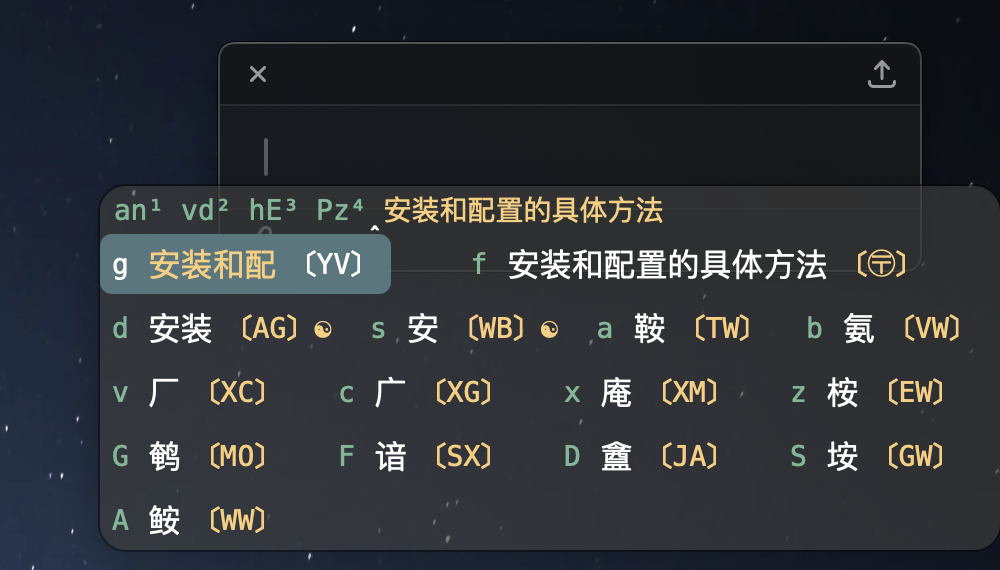 an¹ vd² hE³ Pz⁴ ‸ 安装和配置的具体方法
g 安装和配 〔YV〕 f 安装和配置的具体方法 〔〶〕
d 安装 〔AG〕☯ s 安 〔WB〕☯ a 鞍 〔TW〕 b 氨 〔VW〕
v 厂 〔XC〕 c 广 〔XG〕 x 庵 〔XM〕 z 桉 〔EW〕
G 鹌 〔MO〕 F 谙 〔SX〕 D 盦 〔JA〕 S 垵 〔GW〕
A 鮟 〔WW〕